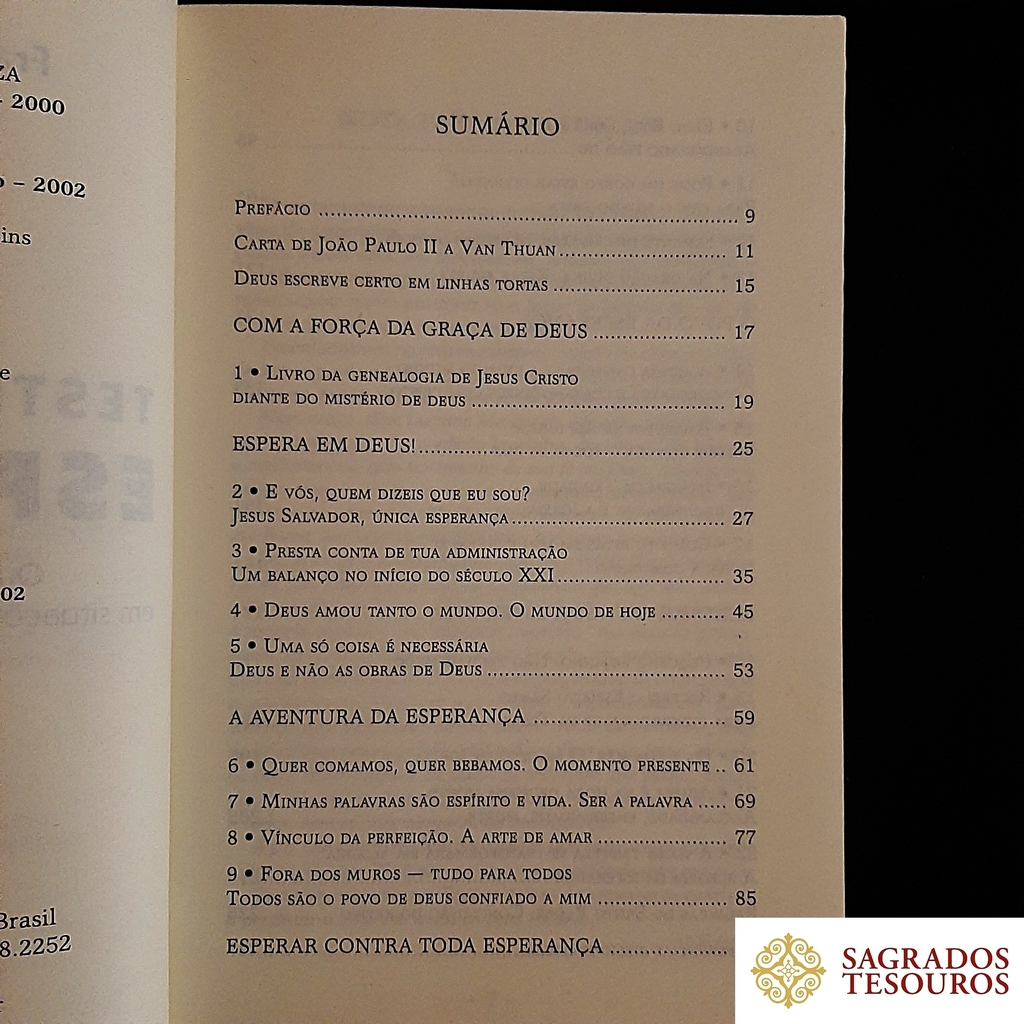 ZA
- 2000
o – 2002
ins
e
02
Brasil
8.2252
SUMÁRIO
PREFÁCIO ........................ 9
CARTA DE JOÃO PAULO II A VAN THUAN ........................ 11
DEUS ESCREVE CERTO EM LINHAS TORTAS ........................ 15
COM A FORÇA DA GRAÇA DE DEUS ........................ 17
1 • LIVRO DA GENEALOGIA DE JESUS CRISTO
DIANTE DO MISTÉRIO DE DEUS ........................ 19
ESPERA EM DEUS! ........................ 25
2 • E VÓS, QUEM DIZEIS QUE EU SOU?
JESUS SALVADOR, ÚNICA ESPERANÇA ........................ 27
3 • PRESTA CONTA DE TUA ADMINISTRAÇÃO
UM BALANÇO NO INÍCIO DO SÉCULO XXI ........................ 35
4 • DEUS AMOU TANTO O MUNDO. O MUNDO DE HOJE .......... 45
5 • UMA SÓ COISA É NECESSÁRIA
DEUS E NÃO AS OBRAS DE DEUS ........................ 53
A AVENTURA DA ESPERANÇA ........................ 59
6 • QUER COMAMOS, QUER BEBAMOS. O MOMENTO PRESENTE .. 61
7 • MINHAS PALAVRAS SÃO ESPÍRITO E VIDA. SER A PALAVRA ..... 69
8 • VÍNCULO DA PERFEIÇÃO. A ARTE DE AMAR .................... 77
9 • FORA DOS MUROS — TUDO PARA TODOS
TODOS SÃO O POVO DE DEUS CONFIADO A MIM .................... 85
ESPERAR CONTRA TODA ESPERANÇA ....................
SAGRADOS
TESOUROS